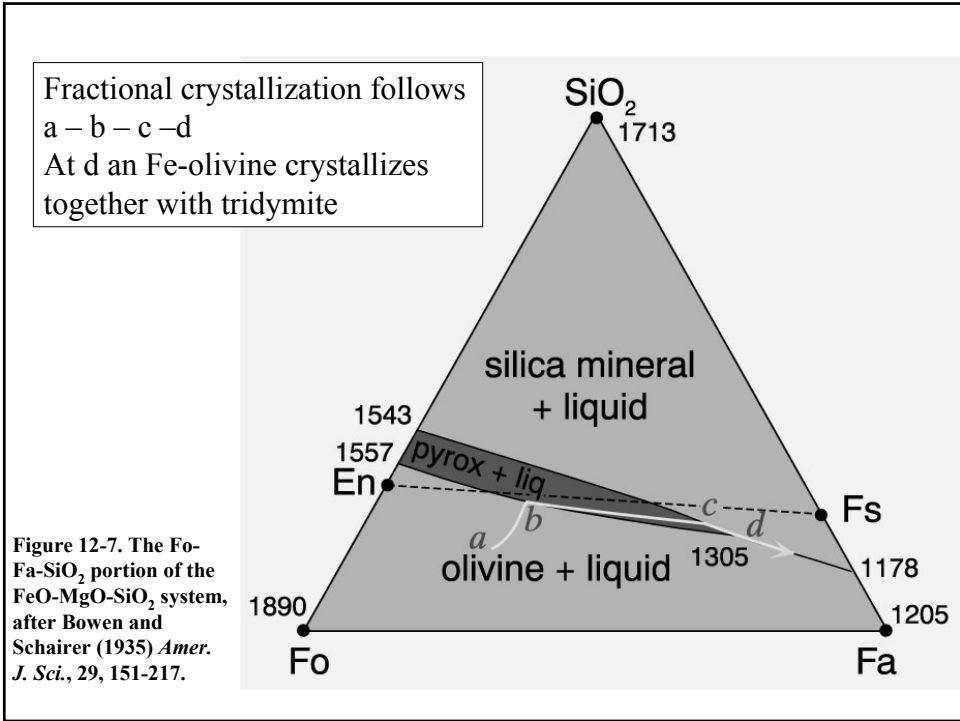 Fractional crystallization follows
a – b – c –d
At d an Fe-olivine crystallizes
together with tridymite
SiO₂
1713
silica mineral
+ liquid
1543
1557
pyrox + liq
En
Fs
a
b
c
d
olivine + liquid
1305
1178
1890
1205
Fo
Fa
Figure 12-7. The Fo-
Fa-SiO₂ portion of the
FeO-MgO-SiO₂ system,
after Bowen and
Schairer (1935) Amer.
J. Sci., 29, 151-217.